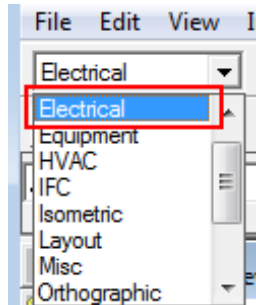 File Edit View
Electrical
Electrical
Equipment
HVAC
IFC
Isometric
Layout
Misc
Orthographic